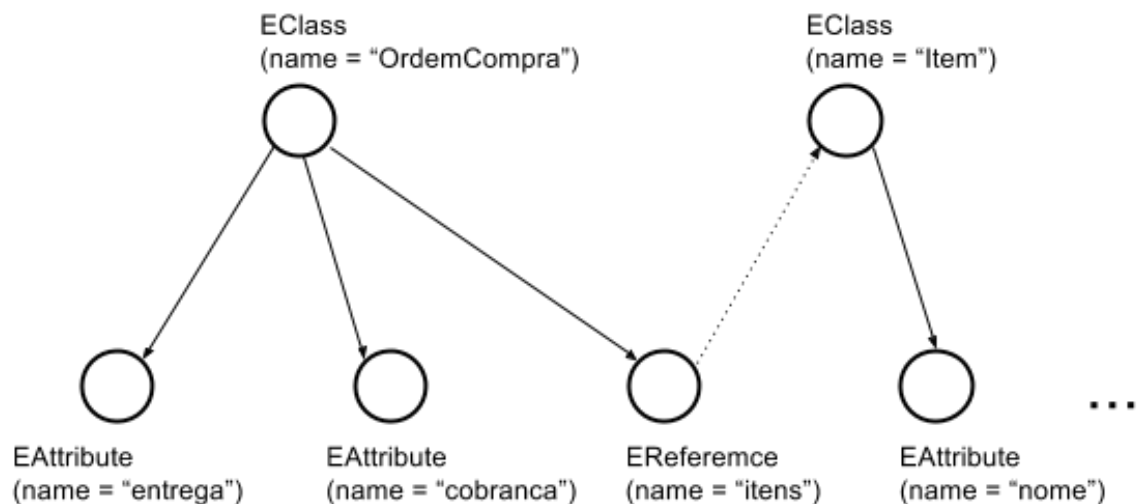 EClass
(name = “OrdemCompra”)
EClass
(name = “Item”)
EAttribute
(name = “entrega”)
EAttribute
(name = “cobranca”)
EReferemce
(name = “itens”)
EAttribute
(name = “nome”)
...